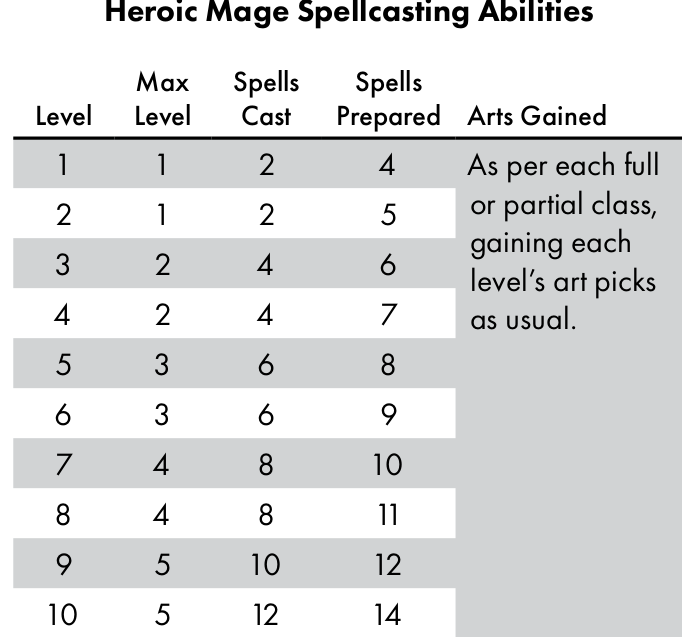 Heroic Mage Spellcasting Abilities
Max Spells Spells
Level Level Cast Prepared Arts Gained
1 1 2 4 As per each full
or partial class,
2 1 2 5
gaining each
3 2 4 6
level's art picks
4 2 4 7
as usual.
5 3 6 8
6 3 6 9
7 4 8 10
8 4 8 11
9 5 10 12
10 5 12 14